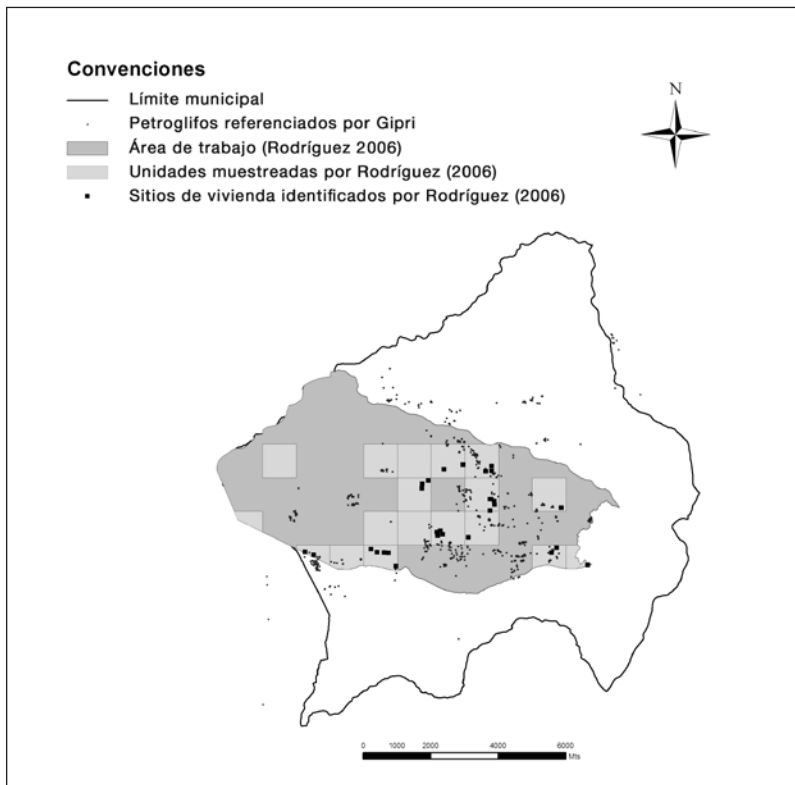 Convenciones
Límite municipal
Petroglifos referenciados por Gipri
Área de trabajo (Rodríguez 2006)
Unidades muestreadas por Rodríguez (2006)
Sitios de vivienda identificados por Rodríguez (2006)
N
0 1000 2000 4000 6000
Mts